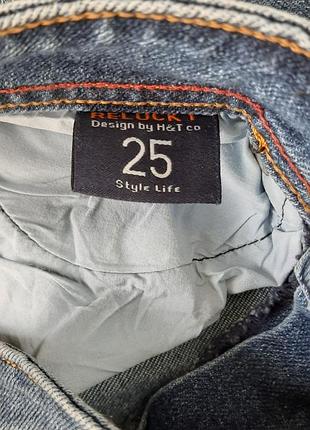 RELUCKY
Design by H&T co
25
Style Life